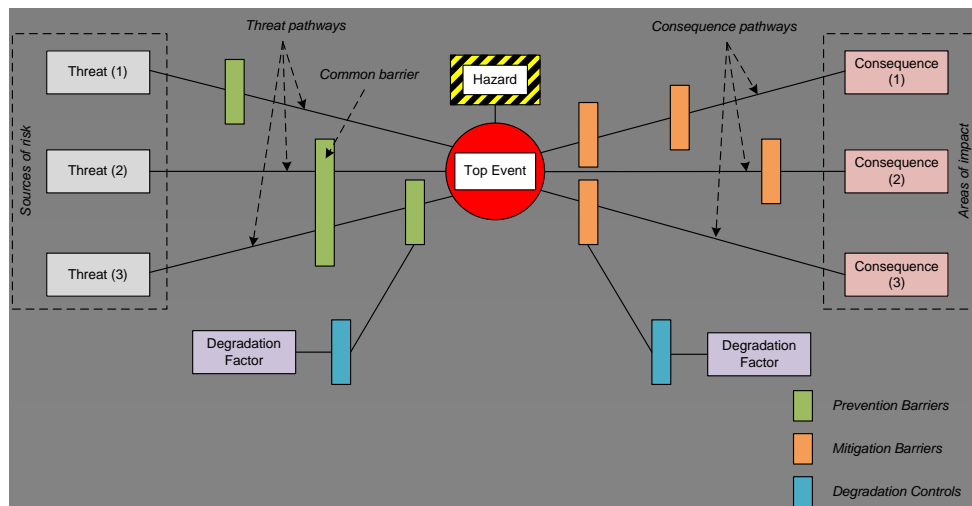 Threat pathways
Consequence pathways
Threat (1)
Common barrier
Hazard
Consequence
(1)
Sources of risk
Threat (2)
Top Event
Consequence
(2)
Areas of impact
Threat (3)
Consequence
(3)
Degradation
Factor
Degradation
Factor
Prevention Barriers
Mitigation Barriers
Degradation Controls